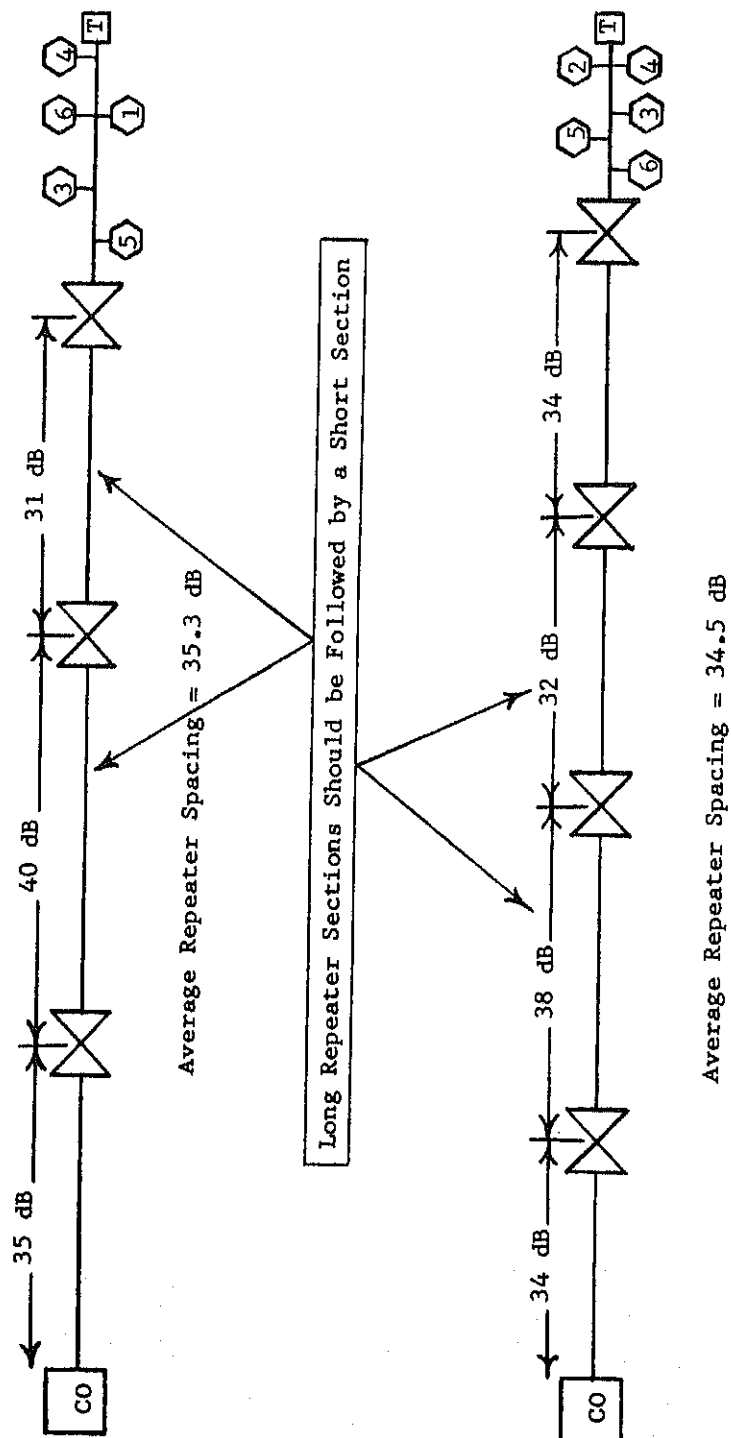 35 dB
40 dB
31 dB
CO
5
3
6
1
4
T
Average Repeater Spacing = 35.3 dB
Long Repeater Sections Should be Followed by a Short Section
34 dB
38 dB
32 dB
34 dB
CO
6
5
3
2
4
T
Average Repeater Spacing = 34.5 dB